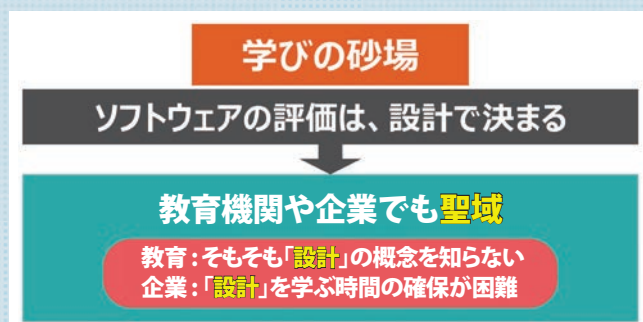 学びの砂場
ソフトウェアの評価は、設計で決まる
教育機関や企業でも聖域
教育：そもそも「設計」の概念を知らない
企業：「設計」を学ぶ時間の確保が困難